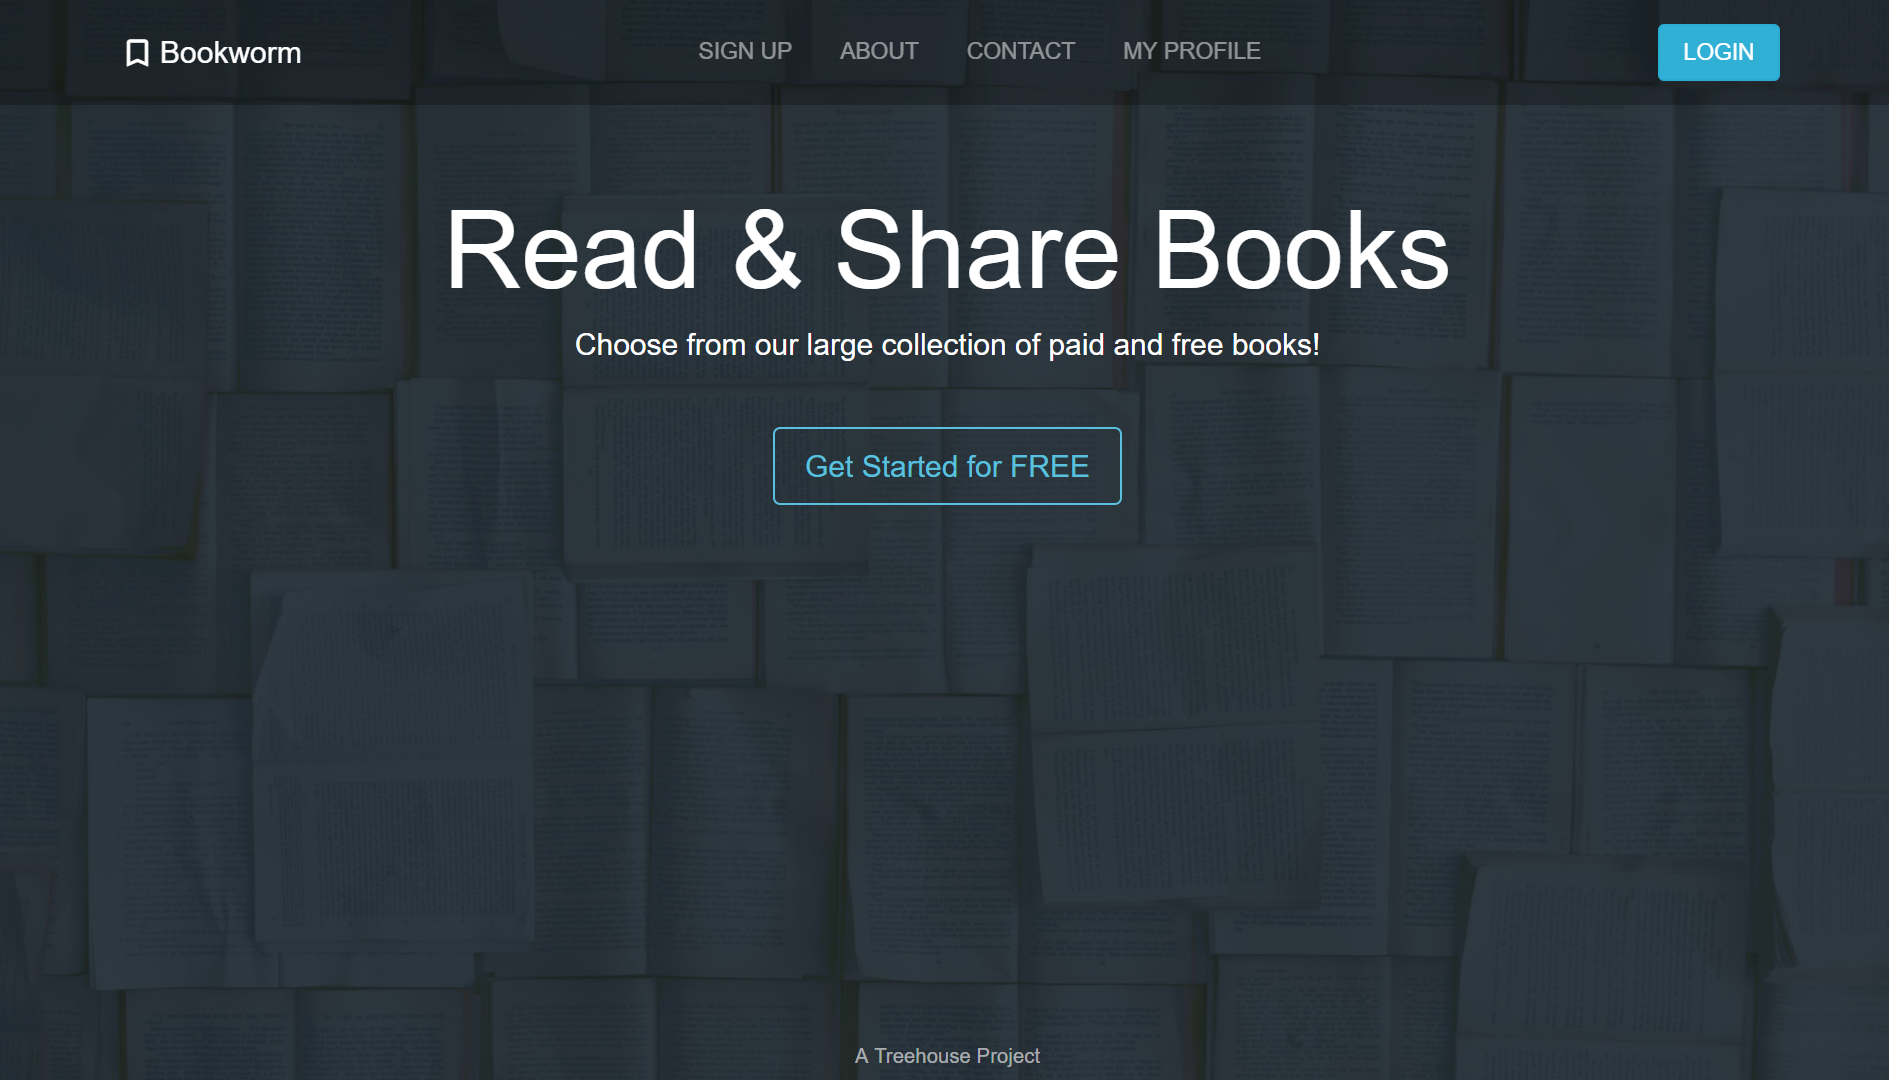 Bookworm
SIGN UP ABOUT CONTACT MY PROFILE
LOGIN
Read & Share Books
Choose from our large collection of paid and free books!
Get Started for FREE
A Treehouse Project